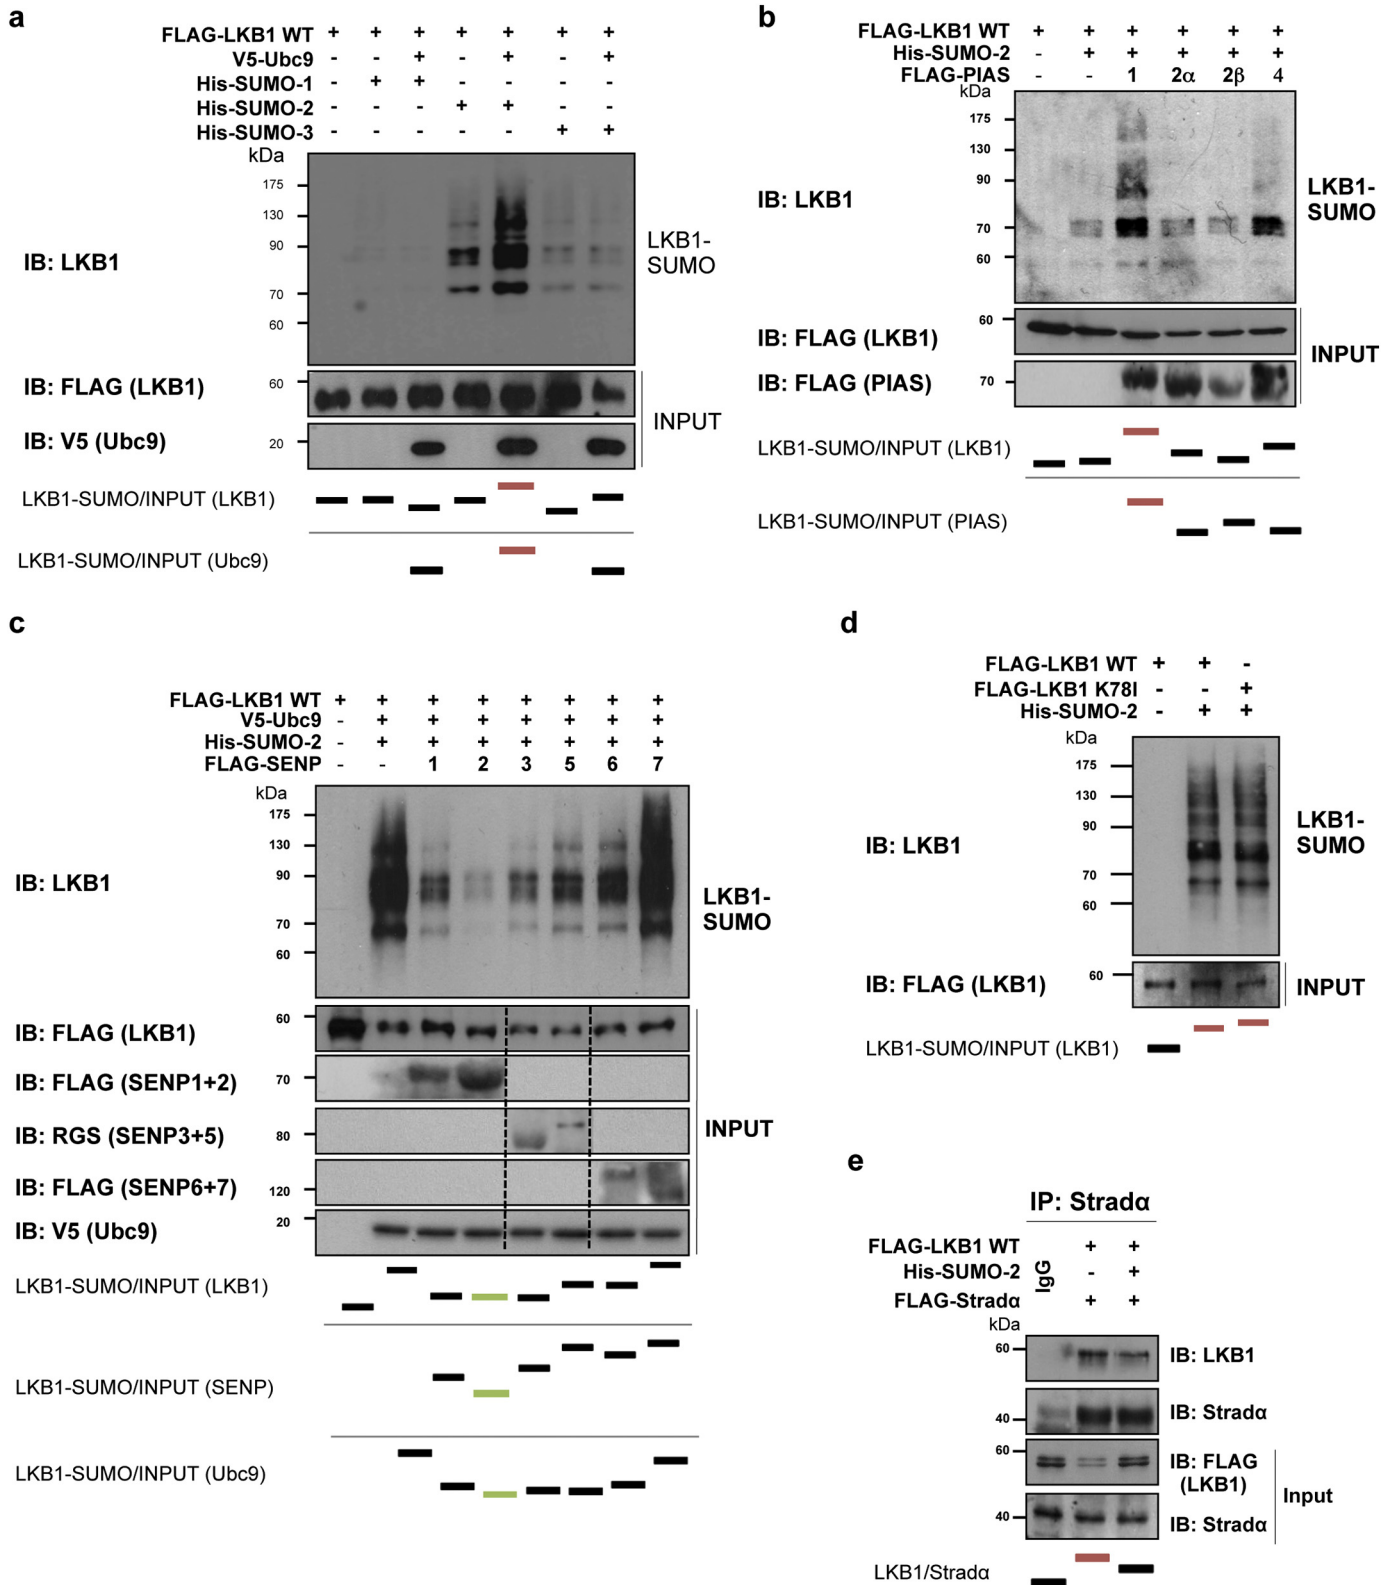 a
FLAG-LKB1 WT + + + + + + +
V5-Ubc9 - - + - + - +
His-SUMO-1 - + + - - - -
His-SUMO-2 - - - + + - -
His-SUMO-3 - - - - - + +
kDa
175
130
90
70
60
IB: LKB1
LKB1-
SUMO
IB: FLAG (LKB1)
60
IB: V5 (Ubc9)
20
INPUT
LKB1-SUMO/INPUT (LKB1)
LKB1-SUMO/INPUT (Ubc9)
b
FLAG-LKB1 WT + + + + + +
His-SUMO-2 - + + + + +
FLAG-PIAS - - 1 2α 2β 4
kDa
175
130
90
70
60
IB: LKB1
LKB1-
SUMO
60
IB: FLAG (LKB1)
IB: FLAG (PIAS)
70
INPUT
LKB1-SUMO/INPUT (LKB1)
LKB1-SUMO/INPUT (PIAS)
c
FLAG-LKB1 WT + + + + + + + +
V5-Ubc9 - + + + + + + +
His-SUMO-2 - + + + + + + +
FLAG-SENP - - 1 2 3 5 6 7
kDa
175
130
90
70
60
IB: LKB1
LKB1-
SUMO
60
IB: FLAG (LKB1)
IB: FLAG (SENP1+2)
70
IB: RGS (SENP3+5)
80
IB: FLAG (SENP6+7)
120
IB: V5 (Ubc9)
20
INPUT
LKB1-SUMO/INPUT (LKB1)
LKB1-SUMO/INPUT (SENP)
LKB1-SUMO/INPUT (Ubc9)
d
FLAG-LKB1 WT + + -
FLAG-LKB1 K78I - - +
His-SUMO-2 - + +
kDa
175
130
90
70
60
IB: LKB1
LKB1-
SUMO
60
IB: FLAG (LKB1)
INPUT
LKB1-SUMO/INPUT (LKB1)
e
IP: Stradα
IgG
FLAG-LKB1 WT + +
His-SUMO-2 - +
FLAG-Stradα + +
kDa
60
IB: LKB1
40
IB: Stradα
60
IB: FLAG
(LKB1)
40
IB: Stradα
Input
LKB1/Stradα